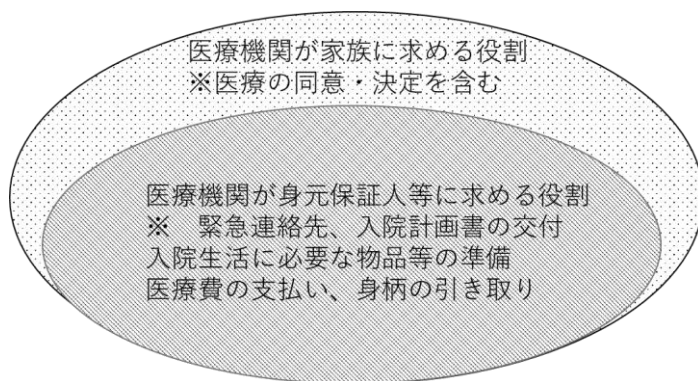 医療機関が家族に求める役割
※医療の同意・決定を含む
医療機関が身元保証人等に求める役割
※　緊急連絡先、入院計画書の交付
入院生活に必要な物品等の準備
医療費の支払い、身柄の引き取り